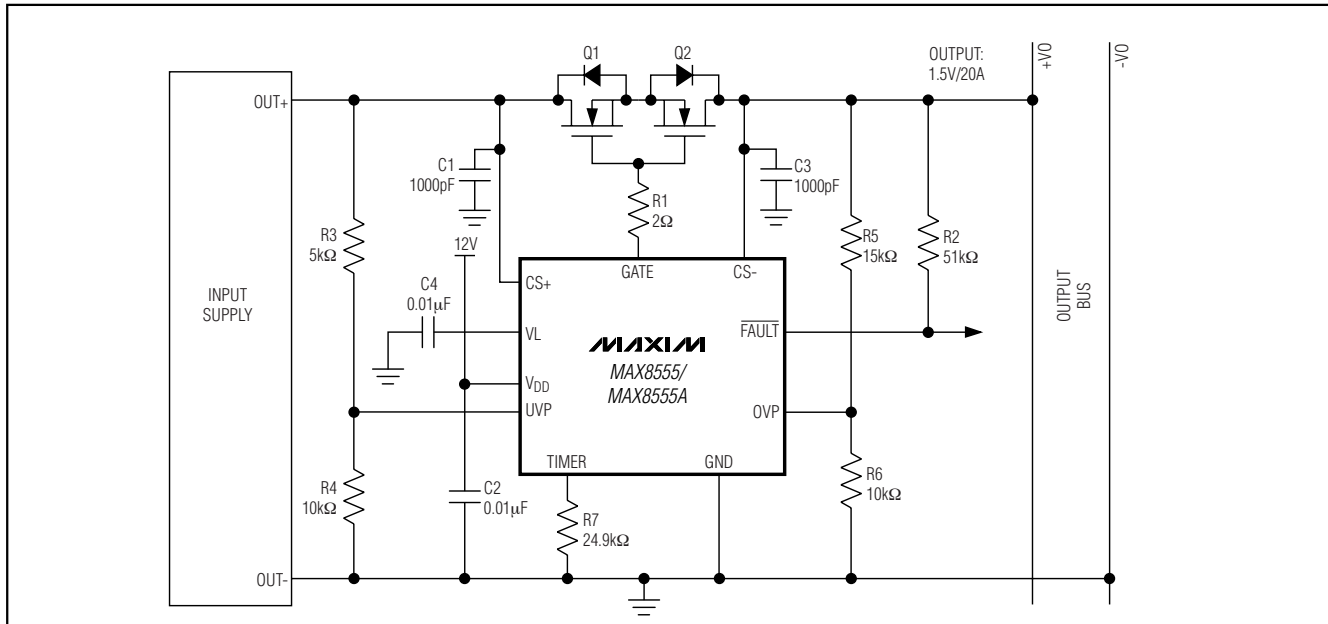 Q1
Q2
OUTPUT:
1.5V/20A
+VO
-VO
OUT+
C1
1000pF
C3
1000pF
R1
2Ω
R3
5kΩ
12V
R5
15kΩ
R2
51kΩ
GATE
CS-
CS+
INPUT
SUPPLY
C4
0.01µF
OUTPUT
BUS
VL
FAULT
MAXIM
MAX8555/
MAX8555A
VDD
UVP
OVP
TIMER
GND
R4
10kΩ
C2
0.01µF
R6
10kΩ
R7
24.9kΩ
OUT-